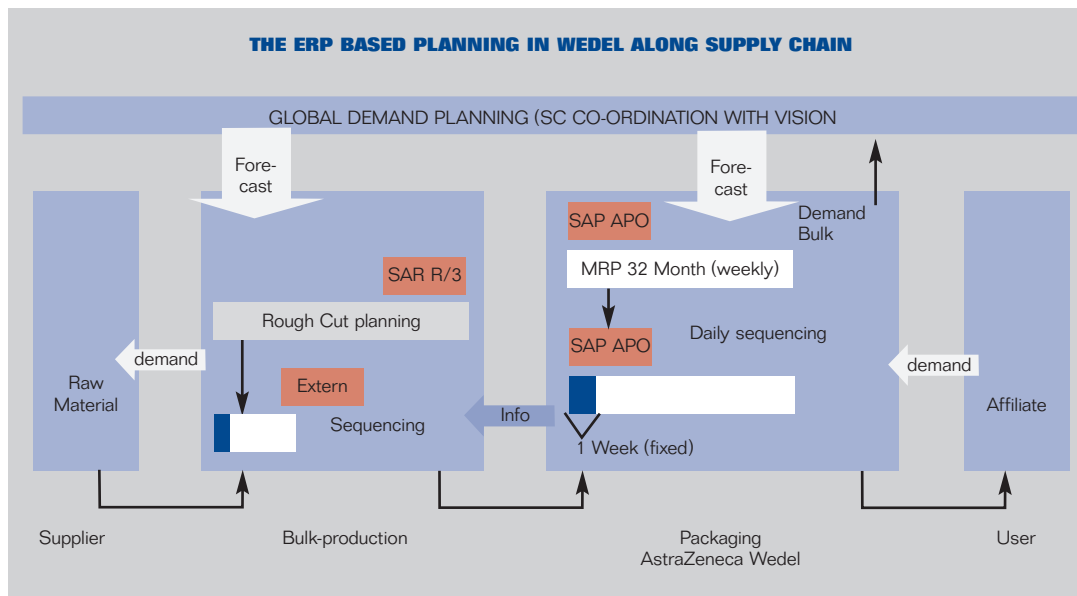 THE ERP BASED PLANNING IN WEDEL ALONG SUPPLY CHAIN
GLOBAL DEMAND PLANNING (SC CO-ORDINATION WITH VISION
Fore-
cast
Fore-
cast
SAP APO
Demand
Bulk
SAR R/3
MRP 32 Month (weekly)
Rough Cut planning
Daily sequencing
SAP APO
demand
demand
Raw
Material
Extern
Affiliate
Sequencing
Info
1 Week (fixed)
Supplier
Bulk-production
Packaging
AstraZeneca Wedel
User